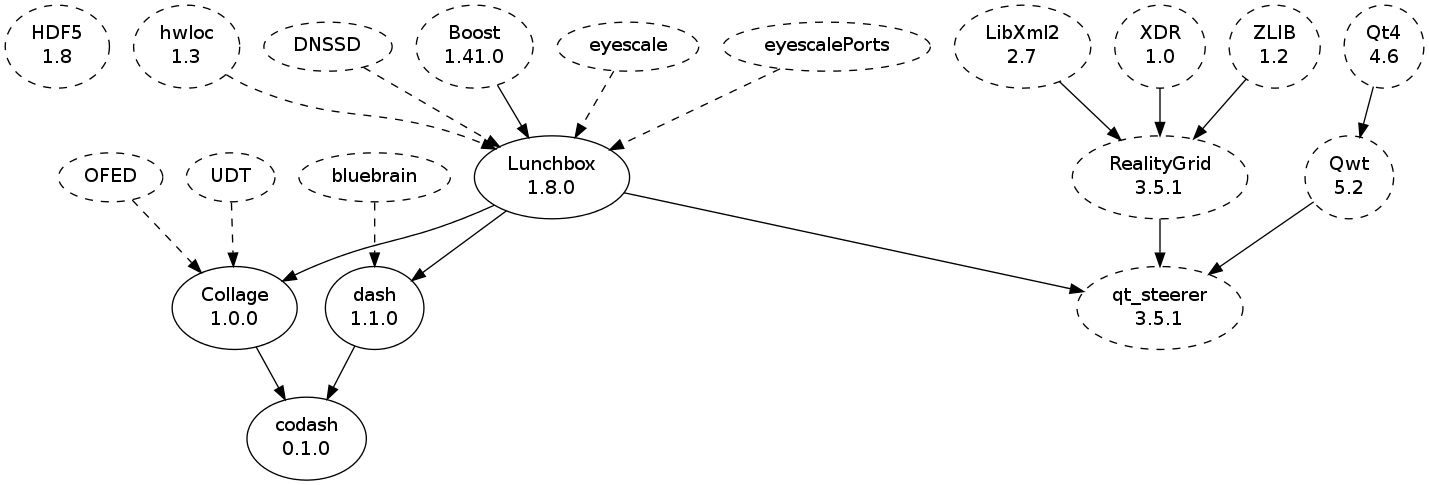 HDF5
1.8
hwloc
1.3
DNSSD
Boost
1.41.0
eyescale
eyescalePorts
LibXml2
2.7
XDR
1.0
ZLIB
1.2
Qt4
4.6
OFED
UDT
bluebrain
Lunchbox
1.8.0
RealityGrid
3.5.1
Qwt
5.2
Collage
1.0.0
dash
1.1.0
qt_steerer
3.5.1
codash
0.1.0